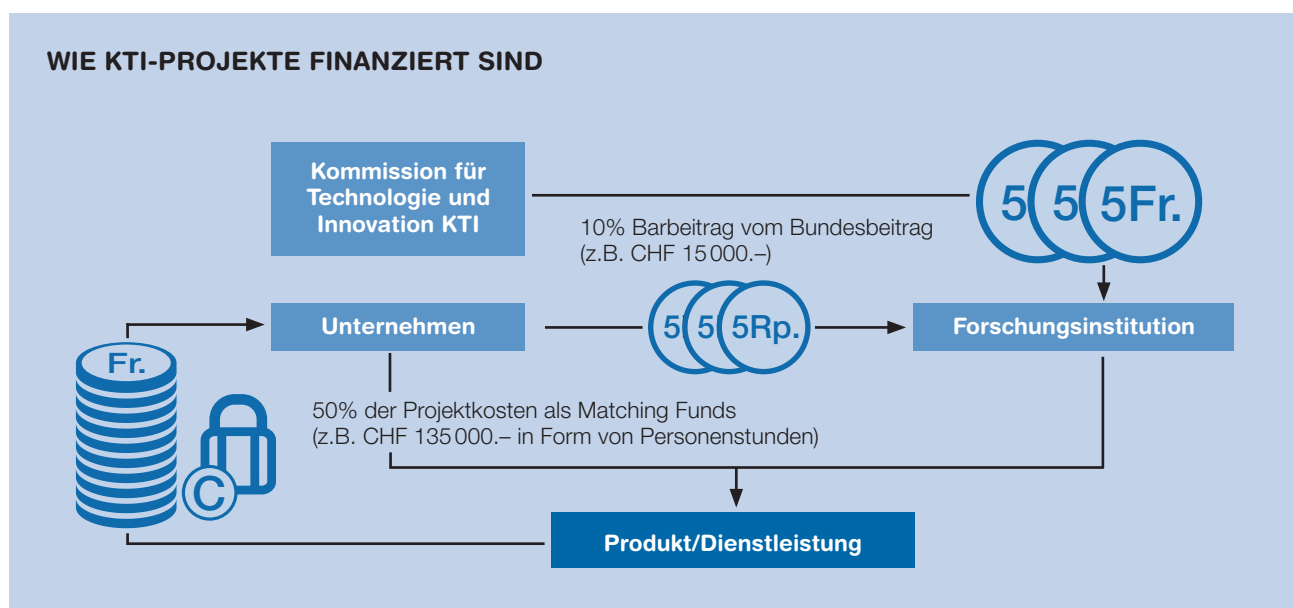 WIE KTI-PROJEKTE FINANZIERT SIND
Kommission für
Technologie und
Innovation KTI
5 5 5Fr.
10% Barbeitrag vom Bundesbeitrag
(z.B. CHF 15 000.–)
Unternehmen
5 5 5Rp.
Forschungsinstitution
Fr.
50% der Projektkosten als Matching Funds
(z.B. CHF 135 000.– in Form von Personenstunden)
C
Produkt/Dienstleistung